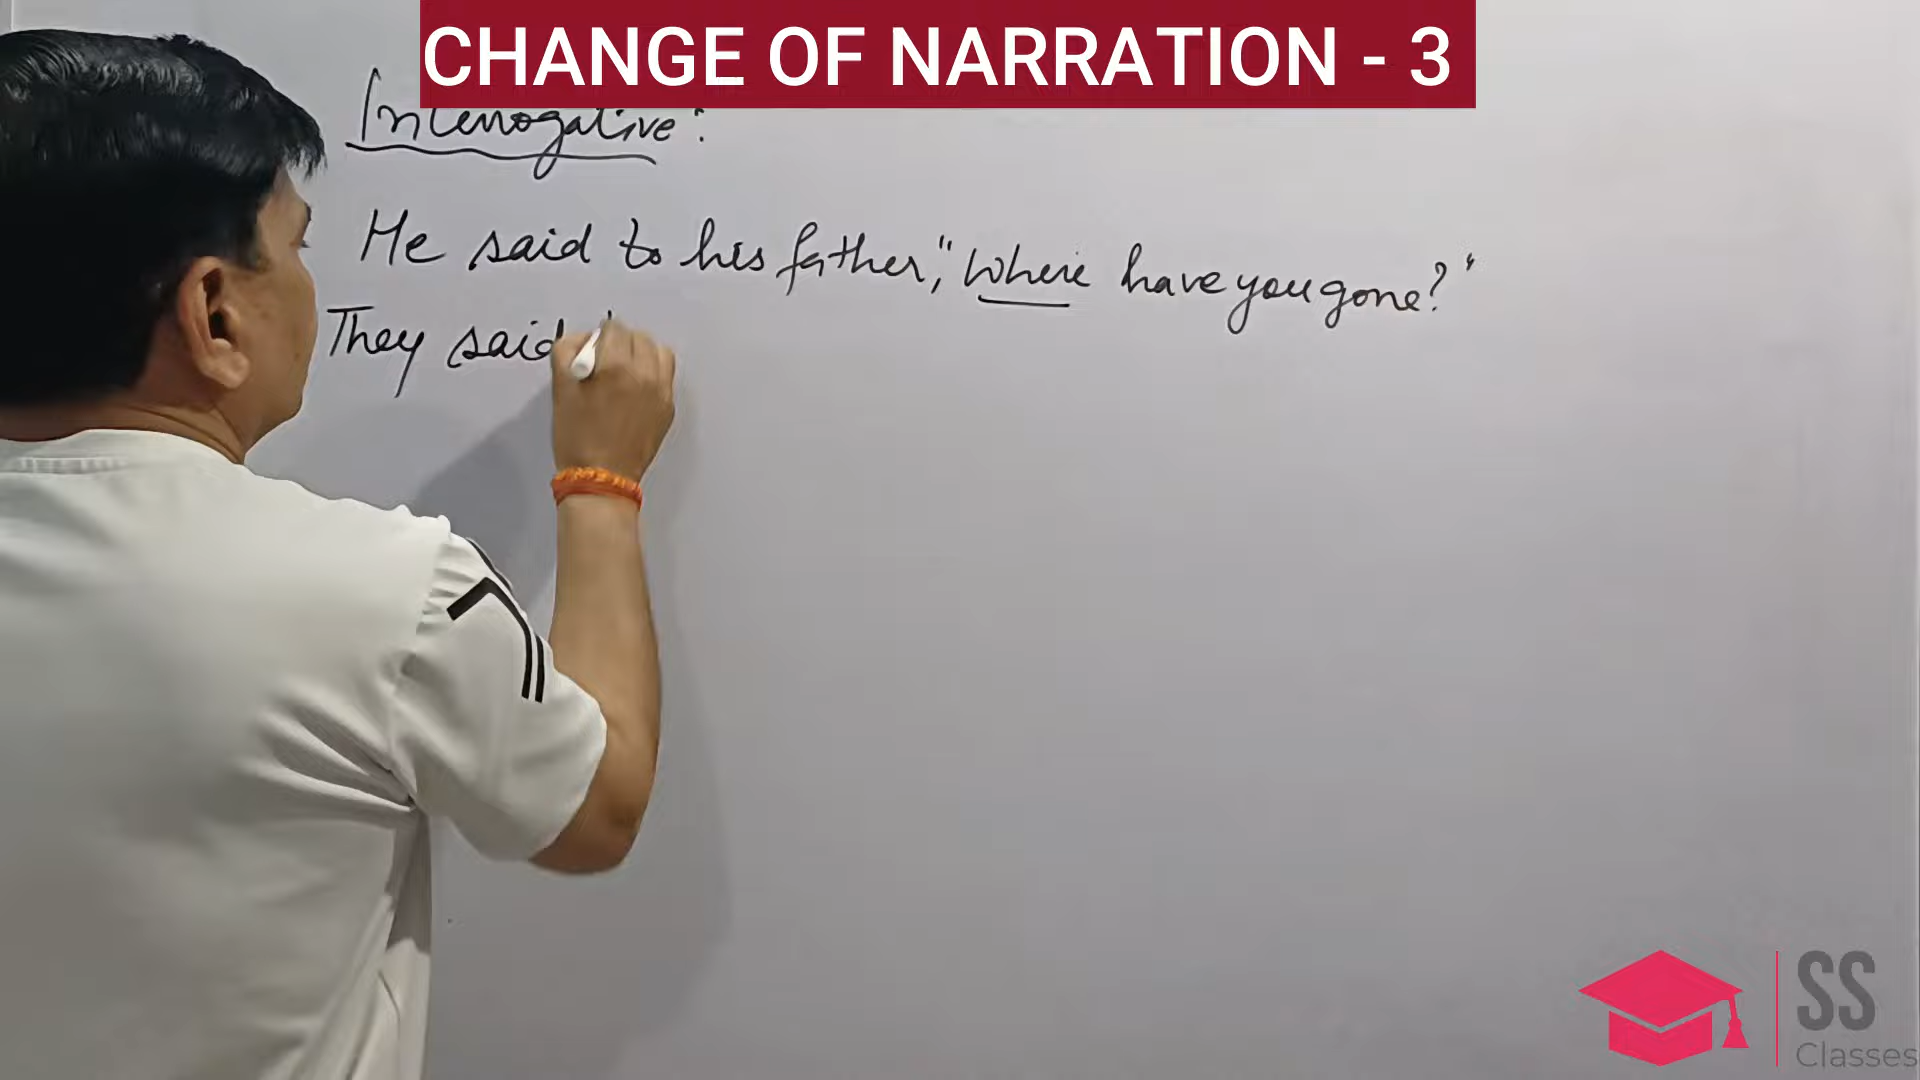 CHANGE OF NARRATION - 3
Interrogative :
He said to his father, "Where have you gone?"
They said
SS
Classes